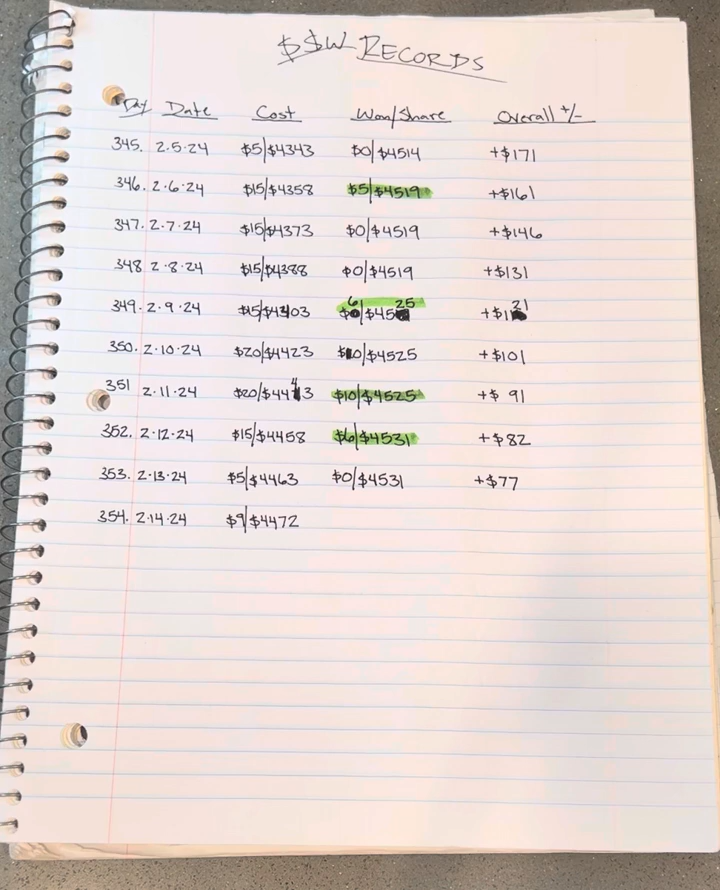 $$W RECORDS
Day Date Cost Won/Share Overall +/-
345. 2.5.24 $5/$4343 $0/$4514 +$171
346. 2.6.24 $15/$4358 $5/$4519 +$161
347. 2.7.24 $15/$4373 $0/$4519 +$146
348 2.8.24 $15/$4388 $0/$4519 +$131
349. 2.9.24 $15/$4403 $6/$4525 +$121
350. 2.10.24 $20/$4423 $0/$4525 +$101
351 2.11.24 $20/$4443 $10/$4525 +$ 91
352. 2.12.24 $15/$4458 $6/$4531 +$82
353. 2.13.24 $5/$4463 $0/$4531 +$77
354. 2.14.24 $9/$4472